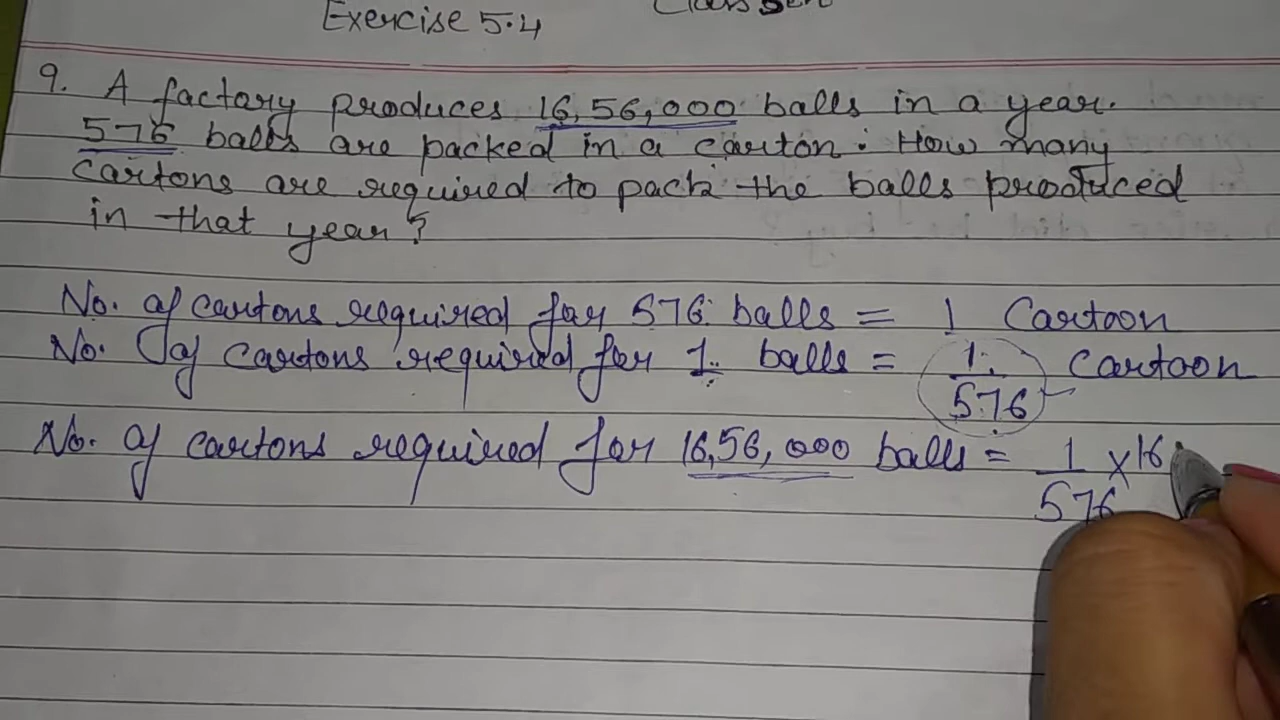 Exercise 5.4
9. A factory produces 16,56,000 balls in a year.
576 balls are packed in a carton. How many
cartons are required to pack the balls produced
in that year?
No. of cartons required for 576 balls = 1 Cartoon
No. of cartons required for 1 balls = 1/576 Cartoon
No. of cartons required for 16,56,000 balls = 1/576 × 16